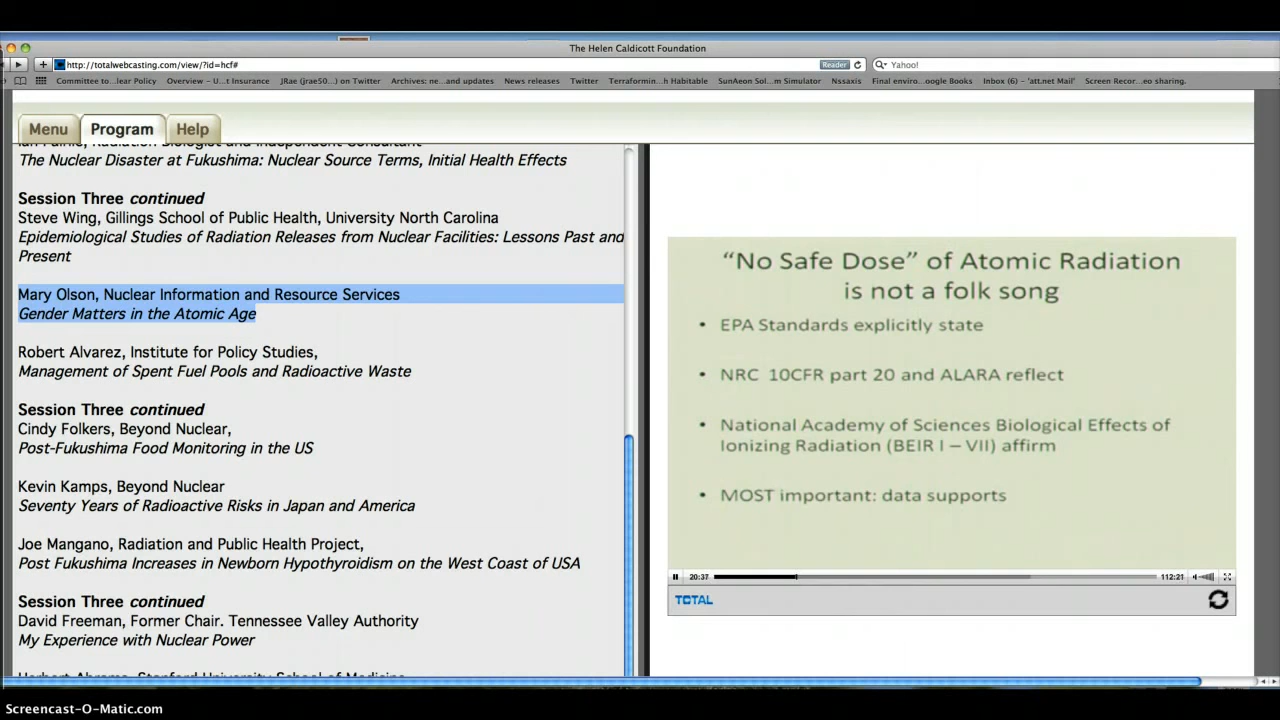 The Helen Caldicott Foundation
http://totalwebcasting.com/view/?id=hcf#
Reader
Yahoo!
Committee to...lear Policy
Overview – U...t Insurance
JRae (jrae50...) on Twitter
Archives: ne...and updates
News releases
Twitter
Terraformin...h Habitable
SunAeon Sol...m Simulator
Nssaxis
Final enviro...oogle Books
Inbox (6) – 'att.net Mail'
Screen Recor...eo sharing.
Menu
Program
Help
The Nuclear Disaster at Fukushima: Nuclear Source Terms, Initial Health Effects
Session Three continued
Steve Wing, Gillings School of Public Health, University North Carolina
Epidemiological Studies of Radiation Releases from Nuclear Facilities: Lessons Past and
Present
Mary Olson, Nuclear Information and Resource Services
Gender Matters in the Atomic Age
Robert Alvarez, Institute for Policy Studies,
Management of Spent Fuel Pools and Radioactive Waste
Session Three continued
Cindy Folkers, Beyond Nuclear,
Post-Fukushima Food Monitoring in the US
Kevin Kamps, Beyond Nuclear
Seventy Years of Radioactive Risks in Japan and America
Joe Mangano, Radiation and Public Health Project,
Post Fukushima Increases in Newborn Hypothyroidism on the West Coast of USA
Session Three continued
David Freeman, Former Chair. Tennessee Valley Authority
My Experience with Nuclear Power
“No Safe Dose” of Atomic Radiation
is not a folk song
• EPA Standards explicitly state
• NRC 10CFR part 20 and ALARA reflect
• National Academy of Sciences Biological Effects of
Ionizing Radiation (BEIR I – VII) affirm
• MOST important: data supports
20:37
112:21
TOTAL
Screencast-O-Matic.com